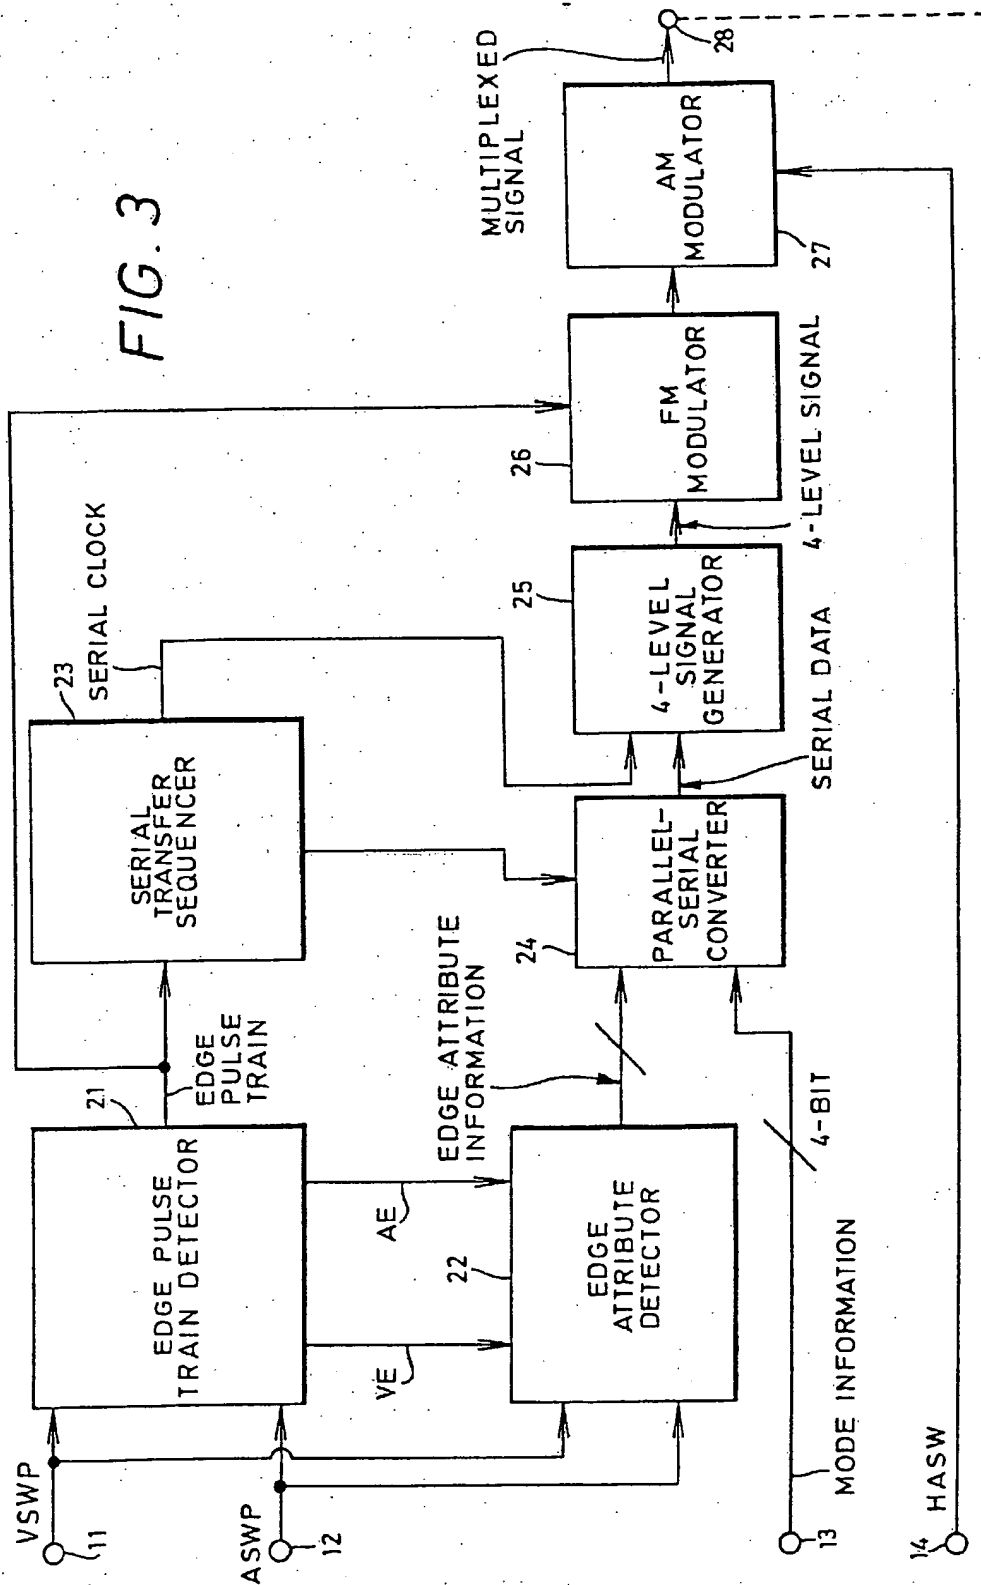 FIG. 3
VSWP
11
ASWP
12
13
MODE INFORMATION
14
HASW
21
EDGE PULSE
TRAIN DETECTOR
EDGE
PULSE
TRAIN
VE
AE
22
EDGE
ATTRIBUTE
DETECTOR
EDGE ATTRIBUTE
INFORMATION
4-BIT
23
SERIAL
TRANSFER
SEQUENCER
SERIAL CLOCK
24
PARALLEL-
SERIAL
CONVERTER
SERIAL DATA
25
4-LEVEL
SIGNAL
GENERATOR
4-LEVEL SIGNAL
26
FM
MODULATOR
27
AM
MODULATOR
MULTIPLEXED
SIGNAL
28